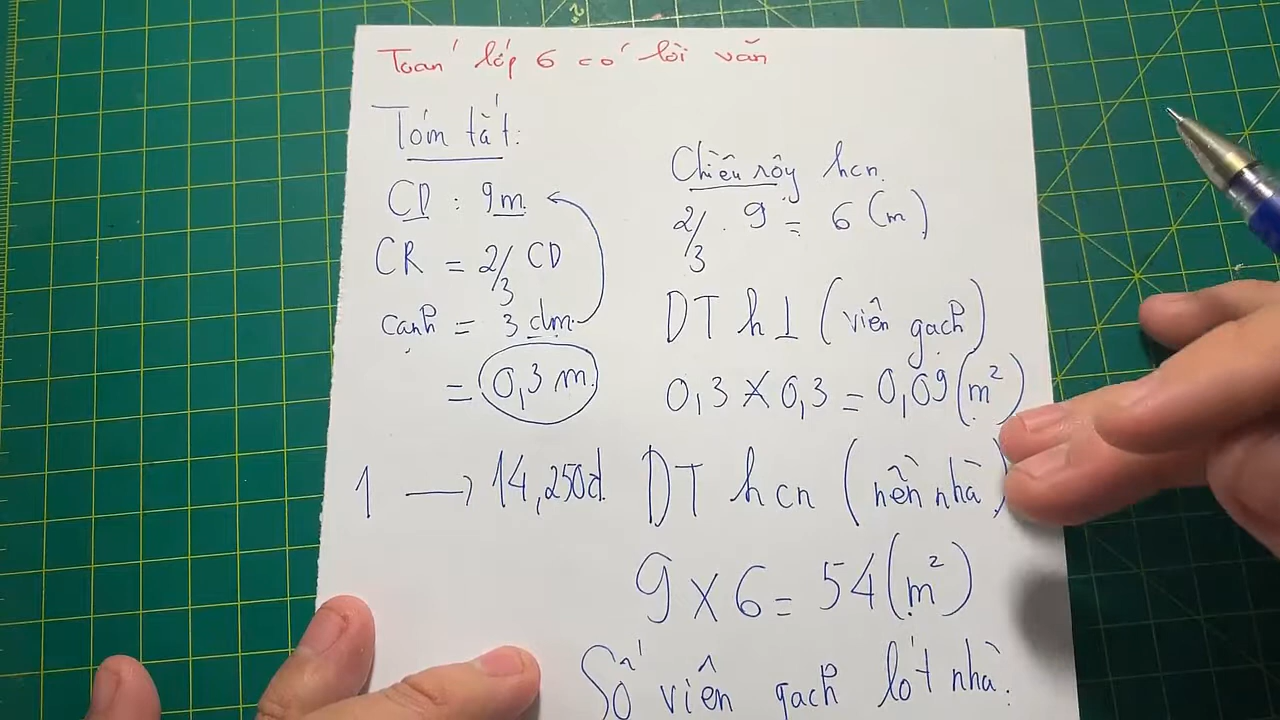 Toán lớp 6 có lời văn
Tóm tắt:
CD : 9m
CR = 2/3 CD
cạnh = 3 dm
= 0,3 m
1 → 14,250đ
Chiều rộng hcn.
2/3 . 9 = 6 (m)
DT h⊥ (viên gạch)
0,3 × 0,3 = 0,09 (m²)
DT hcn (nền nhà)
9 × 6 = 54 (m²)
Số viên gạch lót nhà.